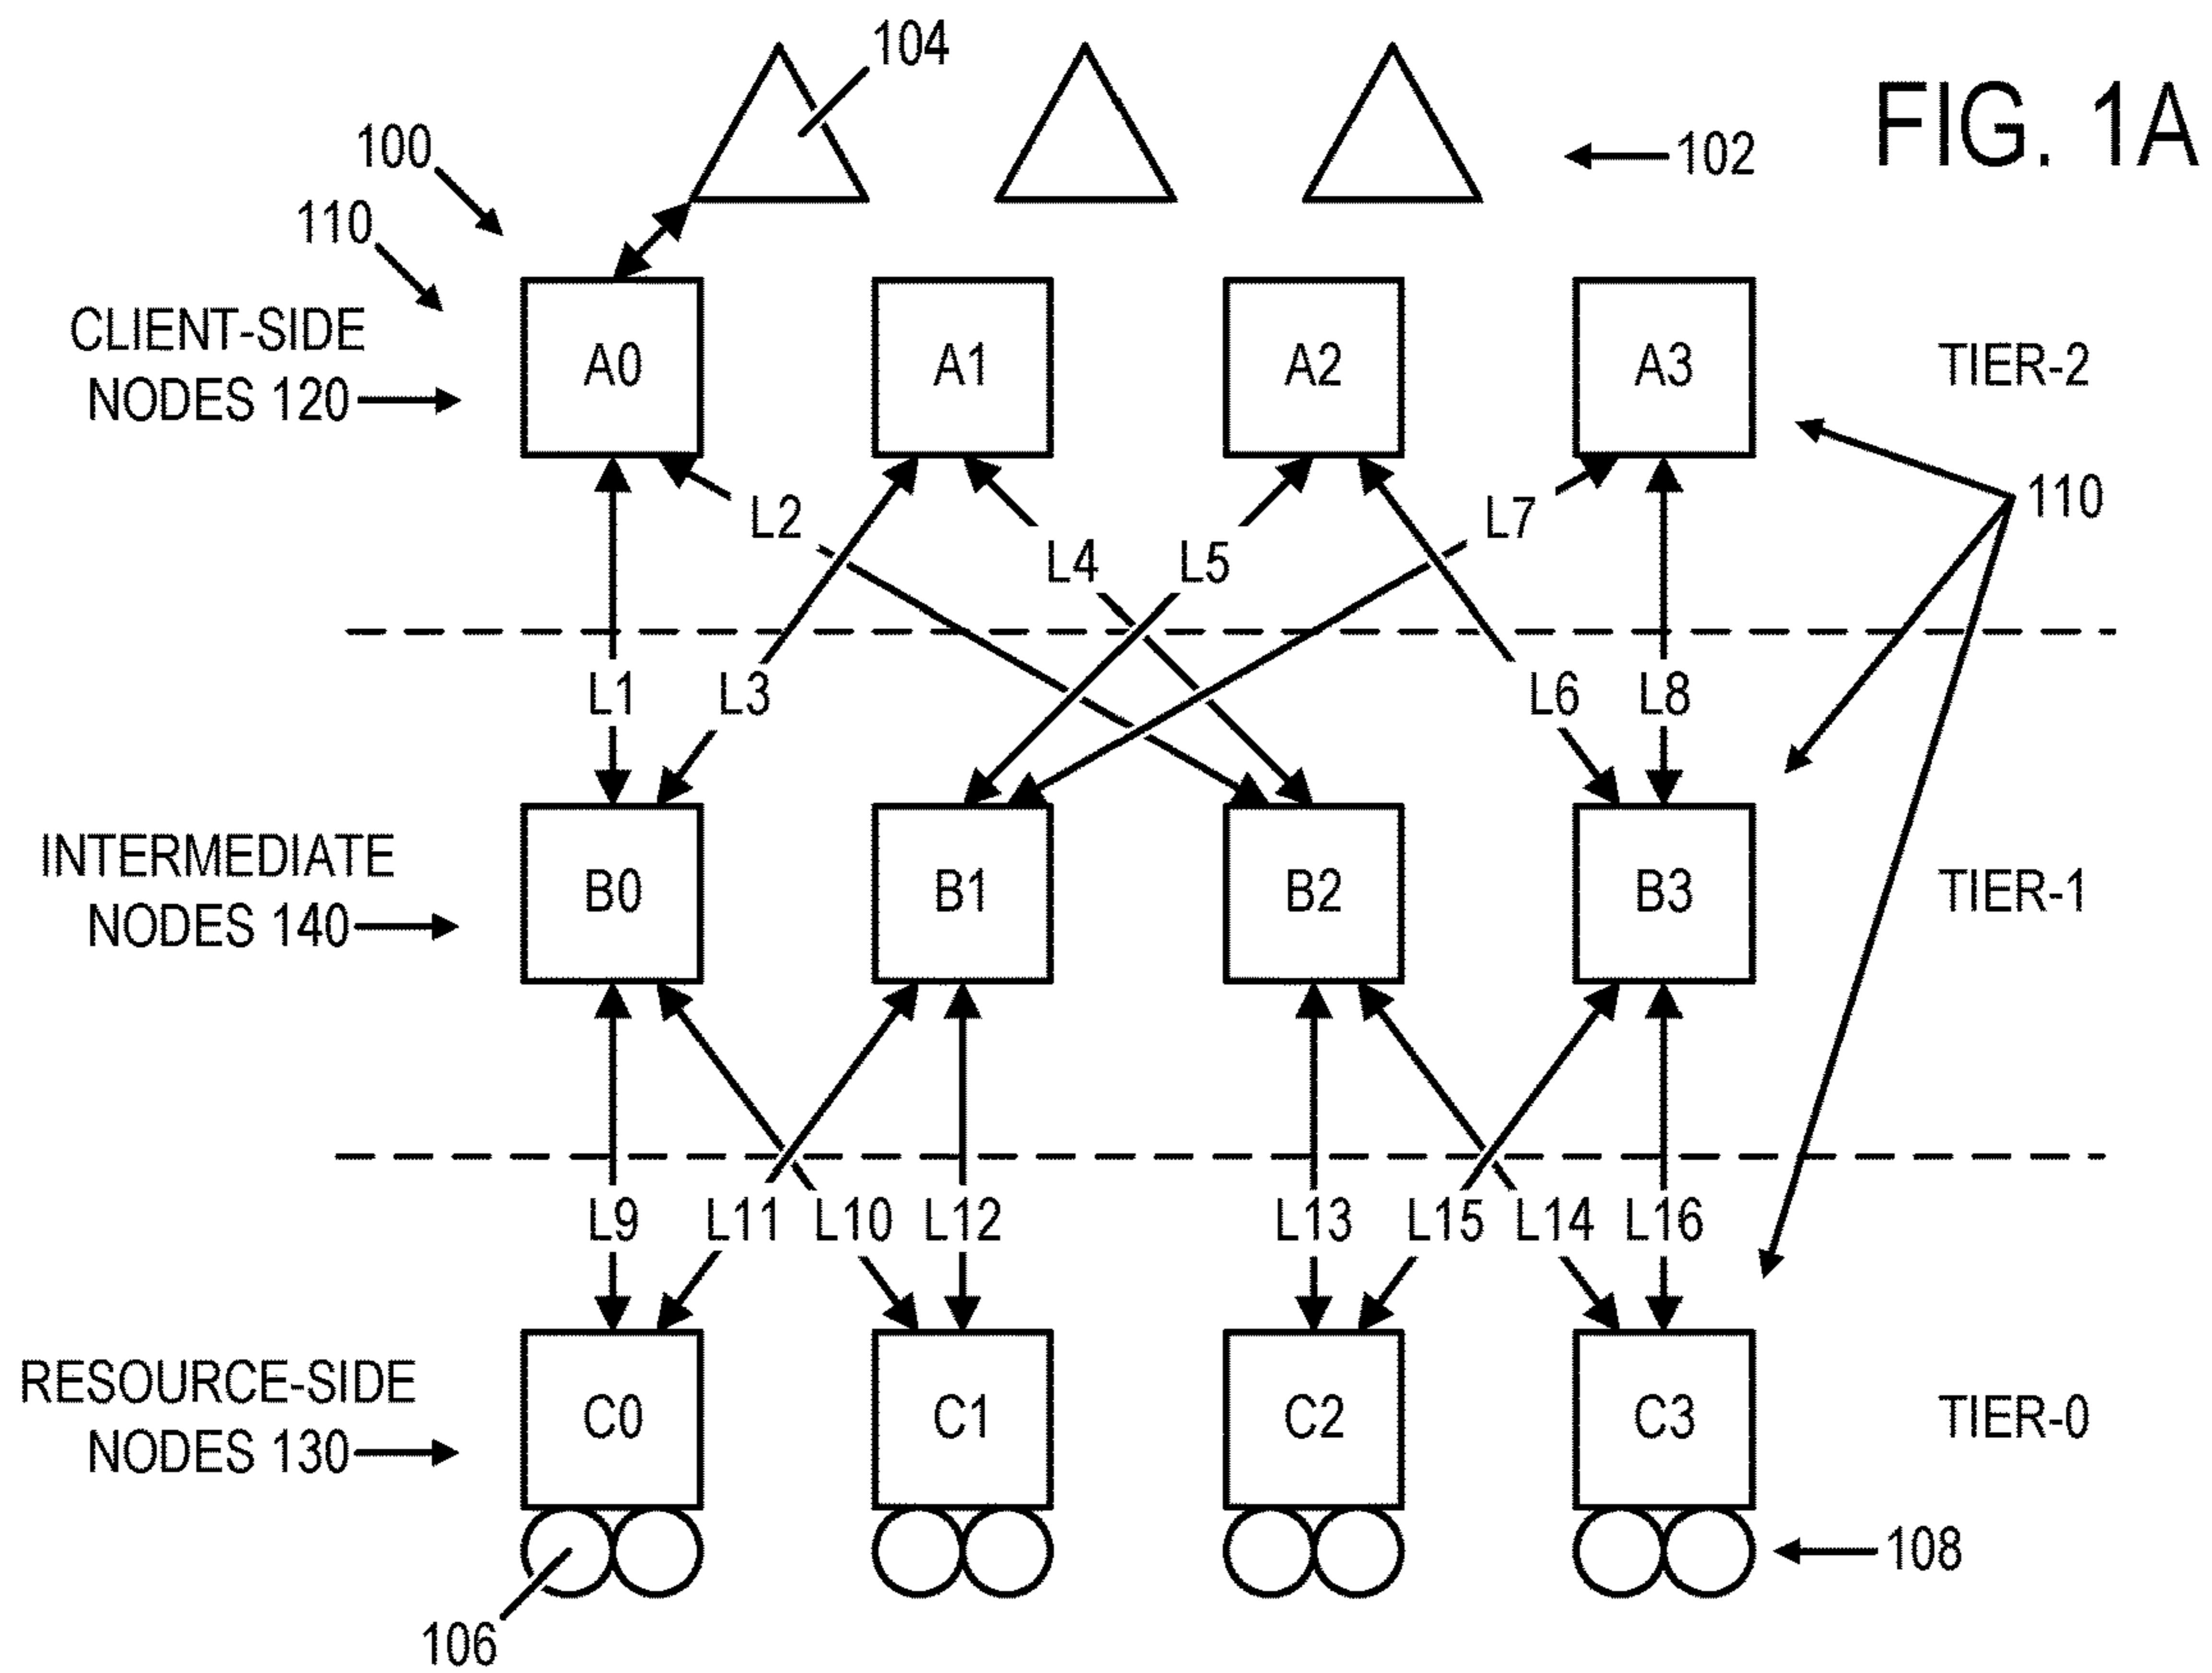 104
FIG. 1A
100
102
110
CLIENT-SIDE
NODES 120
A0
A1
A2
A3
TIER-2
110
L2
L7
L4
L5
L1
L3
L6
L8
INTERMEDIATE
NODES 140
B0
B1
B2
B3
TIER-1
L9
L11
L10
L12
L13
L15
L14
L16
RESOURCE-SIDE
NODES 130
C0
C1
C2
C3
TIER-0
108
106